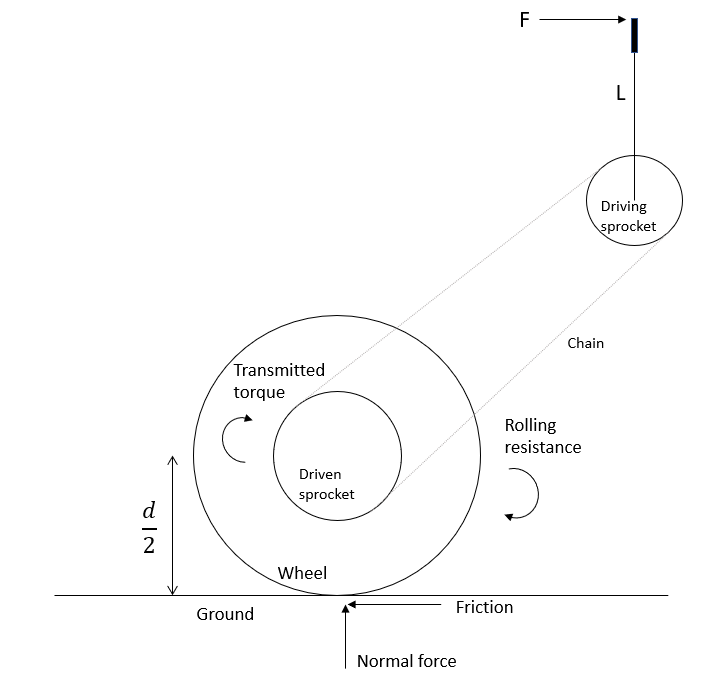 F
L
Driving
sprocket
Chain
Transmitted
torque
Rolling
resistance
Driven
sprocket
d
2
Wheel
Ground
Friction
Normal force